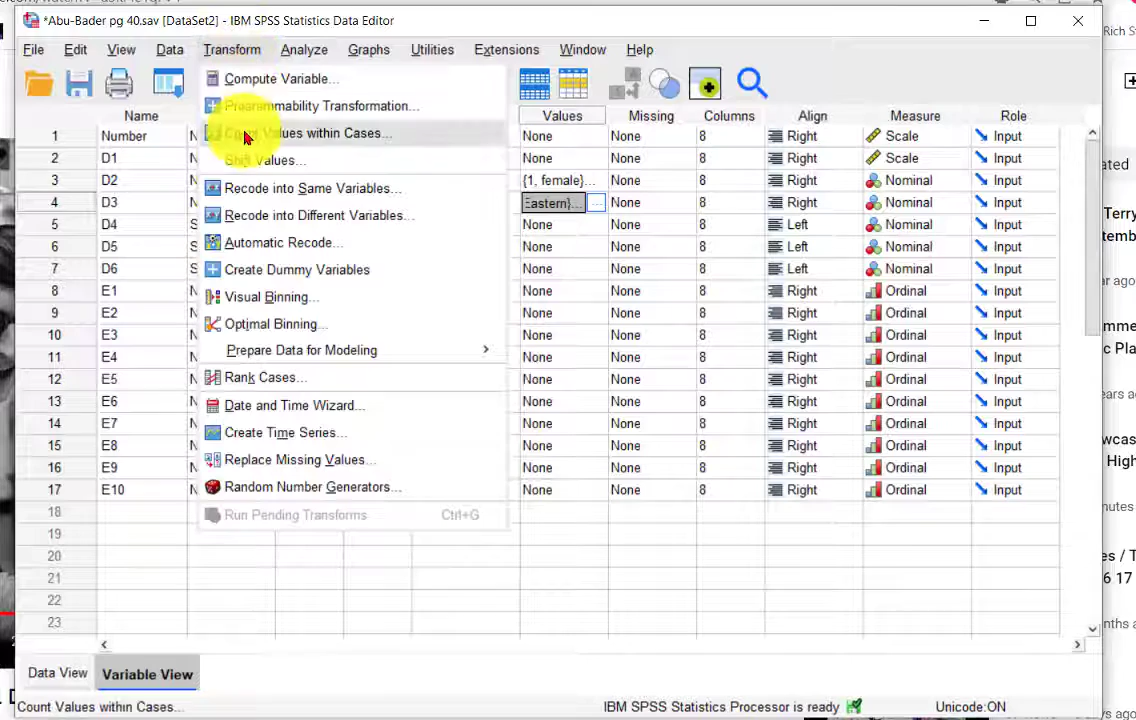 *Abu-Bader pg 40.sav [DataSet2] - IBM SPSS Statistics Data Editor
File Edit View Data Transform Analyze Graphs Utilities Extensions Window Help
Compute Variable...
Programmability Transformation...
Count Values within Cases...
Shift Values...
Recode into Same Variables...
Recode into Different Variables...
Automatic Recode...
Create Dummy Variables
Visual Binning...
Optimal Binning...
Prepare Data for Modeling
Rank Cases...
Date and Time Wizard...
Create Time Series...
Replace Missing Values...
Random Number Generators...
Run Pending Transforms Ctrl+G
Name Values Missing Columns Align Measure Role
1 Number N None None 8 Right Scale Input
2 D1 N None None 8 Right Scale Input
3 D2 N {1, female}... None 8 Right Nominal Input
4 D3 N Eastern}... ... None 8 Right Nominal Input
5 D4 S None None 8 Left Nominal Input
6 D5 S None None 8 Left Nominal Input
7 D6 S None None 8 Left Nominal Input
8 E1 N None None 8 Right Ordinal Input
9 E2 N None None 8 Right Ordinal Input
10 E3 N None None 8 Right Ordinal Input
11 E4 N None None 8 Right Ordinal Input
12 E5 N None None 8 Right Ordinal Input
13 E6 N None None 8 Right Ordinal Input
14 E7 N None None 8 Right Ordinal Input
15 E8 N None None 8 Right Ordinal Input
16 E9 N None None 8 Right Ordinal Input
17 E10 N None None 8 Right Ordinal Input
18
19
20
21
22
23
Data View Variable View
Count Values within Cases... IBM SPSS Statistics Processor is ready Unicode:ON